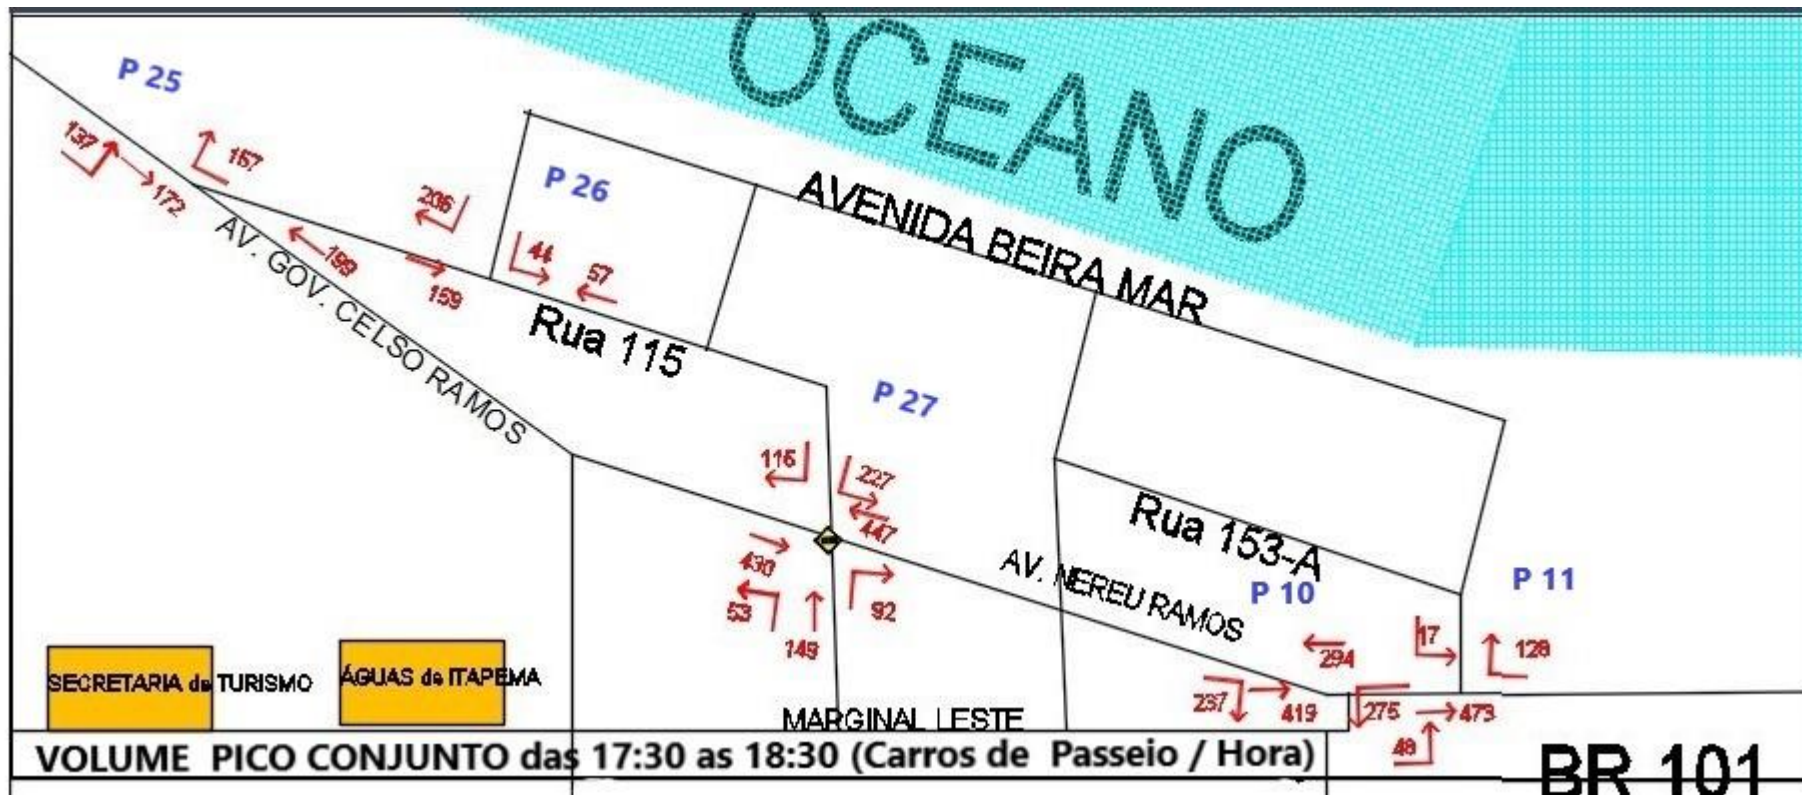 OCEANO
P 25
137
157
172
206
P 26
AVENIDA BEIRA MAR
AV. GOV. CELSO RAMOS
199
159
44
57
Rua 115
P 27
116
227
447
430
53
149
92
Rua 153-A
AV. NEREU RAMOS
P 10
P 11
294
17
128
237
419
275
473
48
SECRETARIA de TURISMO
ÁGUAS de ITAPEMA
MARGINAL LESTE
VOLUME PICO CONJUNTO das 17:30 as 18:30 (Carros de Passeio / Hora)
BR 101